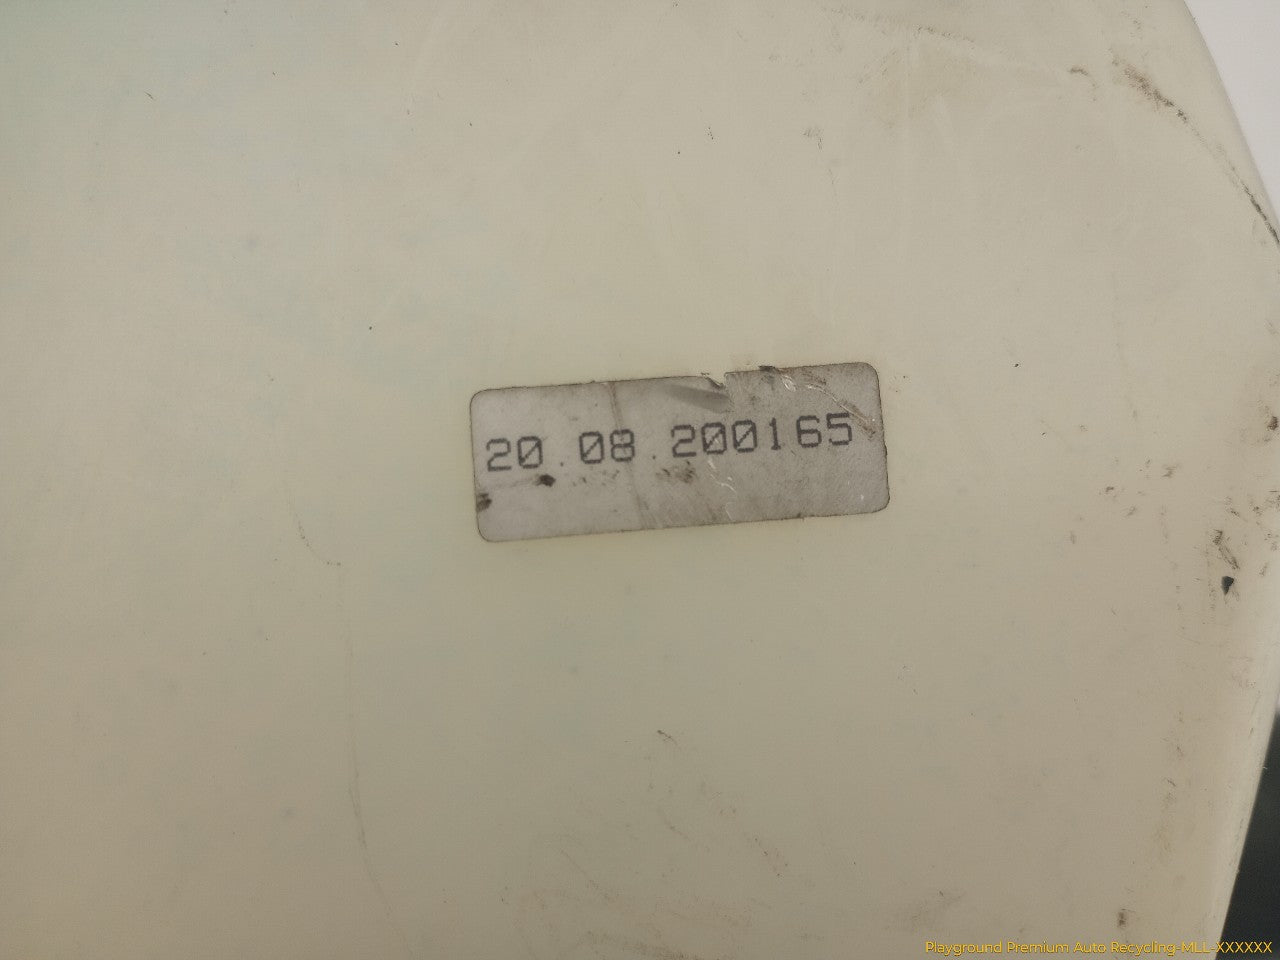 20.08.200165
Playground Premium Auto Recycling-MLL-XXXXXX